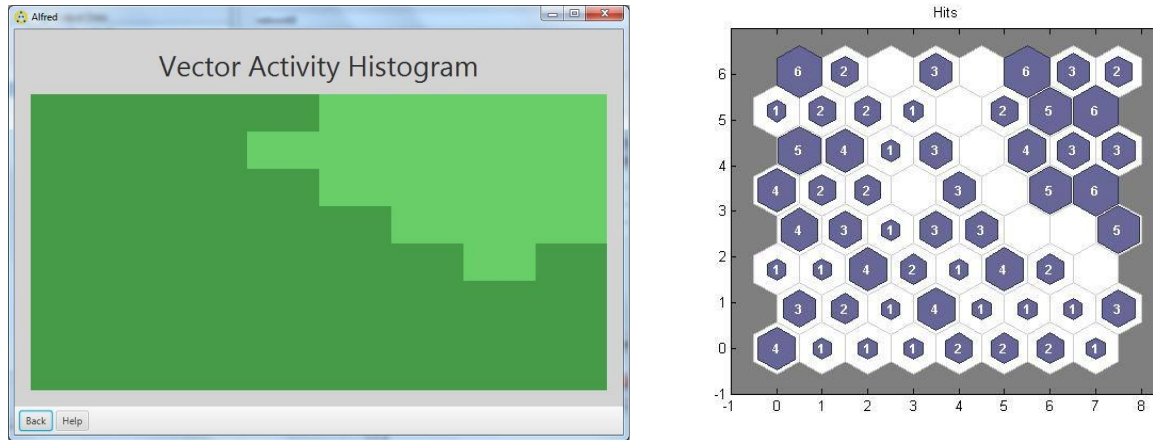 Alfred
Vector Activity Histogram
Back Help
Hits
6 2 3 6 3 2
1 2 2 1 2 5 6
5 4 1 3 4 3 3
4 2 2 3 5 6
4 3 1 3 3 5
1 1 4 2 1 4 2
3 2 1 4 1 1 1 3
4 1 1 1 2 2 2 1
6
5
4
3
2
1
0
-1
-1 0 1 2 3 4 5 6 7 8